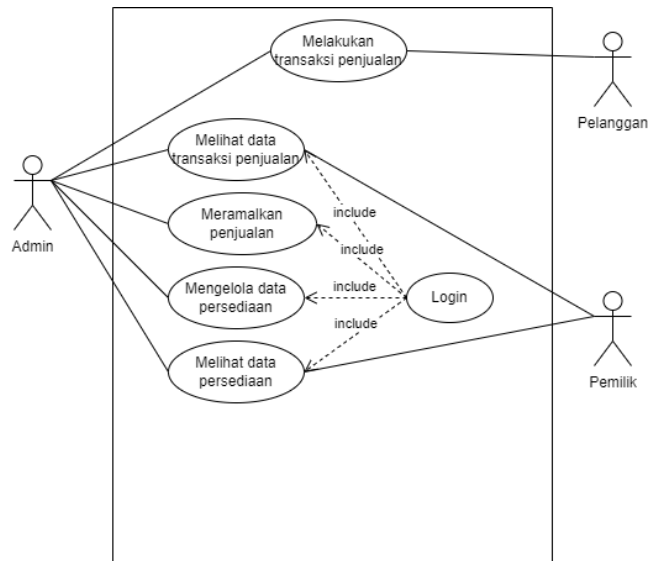 Melakukan
transaksi penjualan
Pelanggan
Melihat data
transaksi penjualan
Admin
include
Meramalkan
penjualan
include
Mengelola data
persediaan
include
Login
include
Melihat data
persediaan
Pemilik